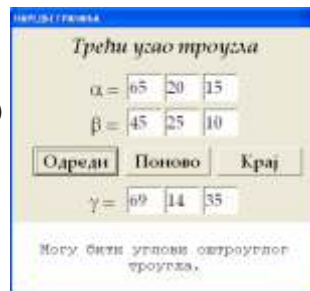 Трећи угао троугла
α = 65 20 15
β = 45 25 10
Одреди Поново Крај
γ = 69 14 35
Могу бити углови оштроуглог
троугла.